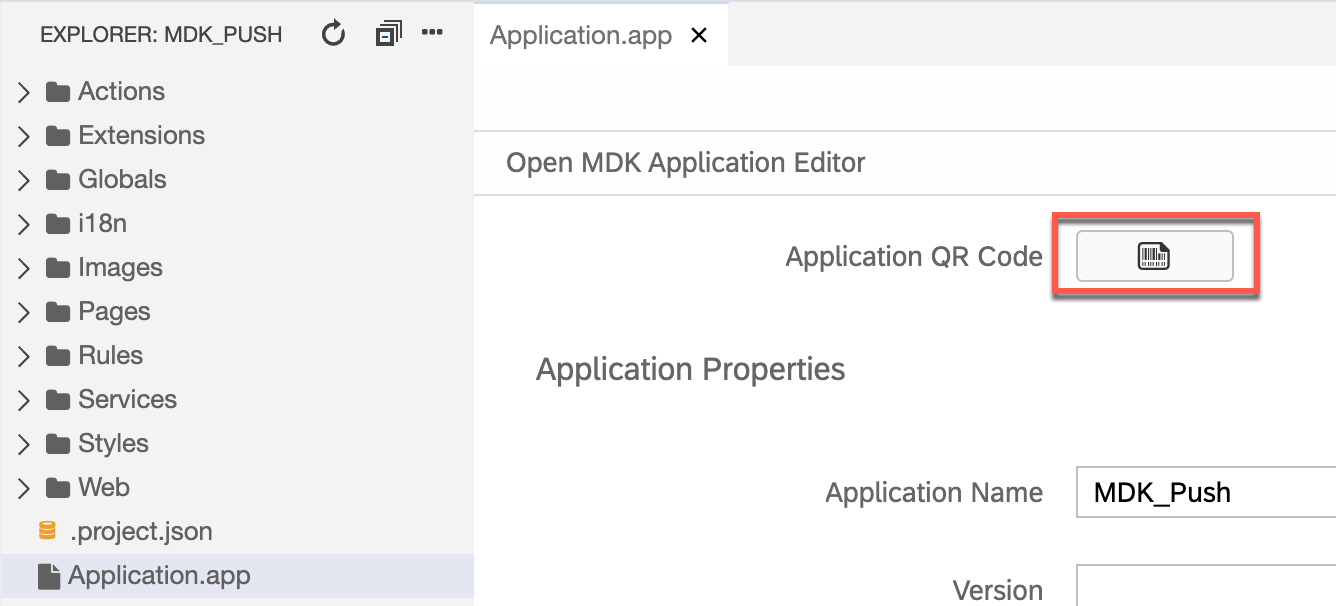 EXPLORER: MDK_PUSH
Actions
Extensions
Globals
i18n
Images
Pages
Rules
Services
Styles
Web
.project.json
Application.app
Application.app
Open MDK Application Editor
Application QR Code
Application Properties
Application Name MDK_Push
Version